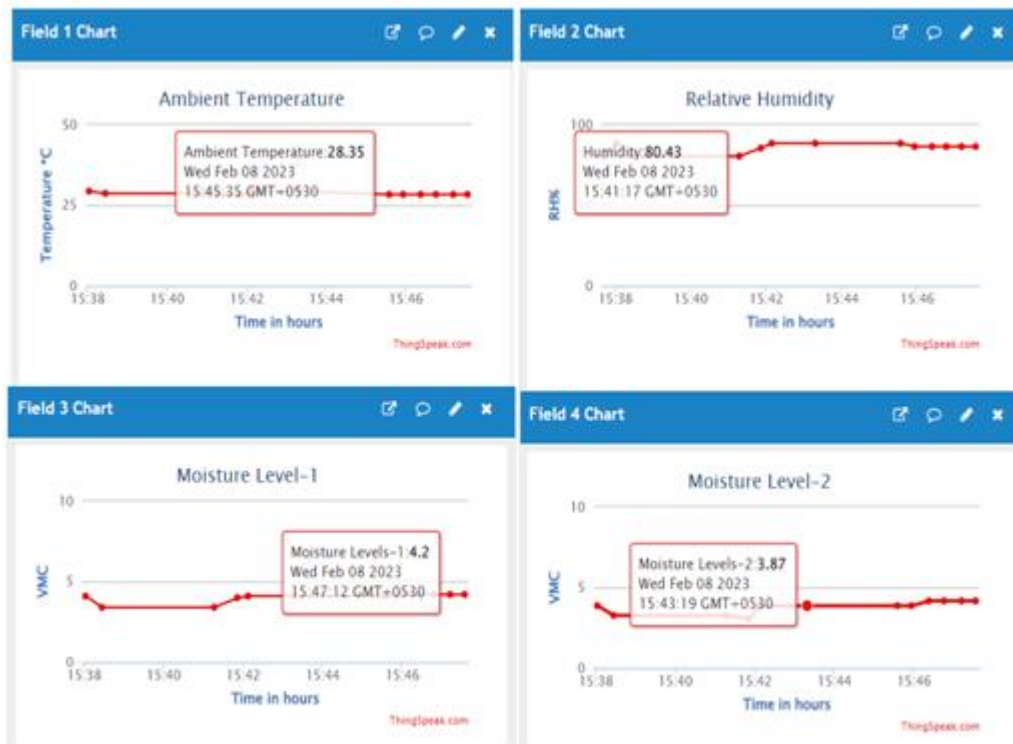 Field 1 Chart
Ambient Temperature
50
25
0
Temperature °C
Ambient Temperature:28.35
Wed Feb 08 2023
15:45:35 GMT+0530
15:38 15:40 15:42 15:44 15:46
Time in hours
ThingSpeak.com
Field 2 Chart
Relative Humidity
100
0
RH%
Humidity:80.43
Wed Feb 08 2023
15:41:17 GMT+0530
15:38 15:40 15:42 15:44 15:46
Time in hours
ThingSpeak.com
Field 3 Chart
Moisture Level-1
10
5
0
VMC
Moisture Levels-1:4.2
Wed Feb 08 2023
15:47:12 GMT+0530
15:38 15:40 15:42 15:44 15:46
Time in hours
ThingSpeak.com
Field 4 Chart
Moisture Level-2
10
5
0
VMC
Moisture Levels-2:3.87
Wed Feb 08 2023
15:43:19 GMT+0530
15:38 15:40 15:42 15:44 15:46
Time in hours
ThingSpeak.com